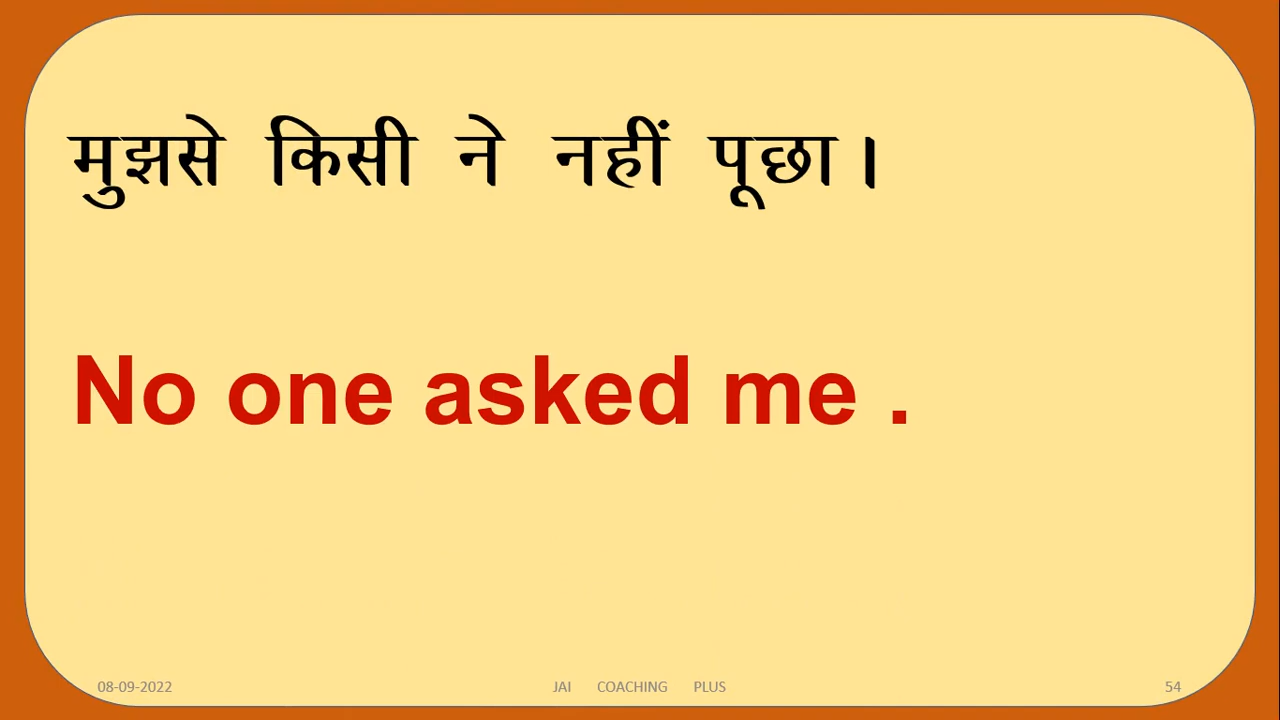 मुझसे किसी ने नहीं पूछा।
No one asked me .
08-09-2022 JAI COACHING PLUS 54